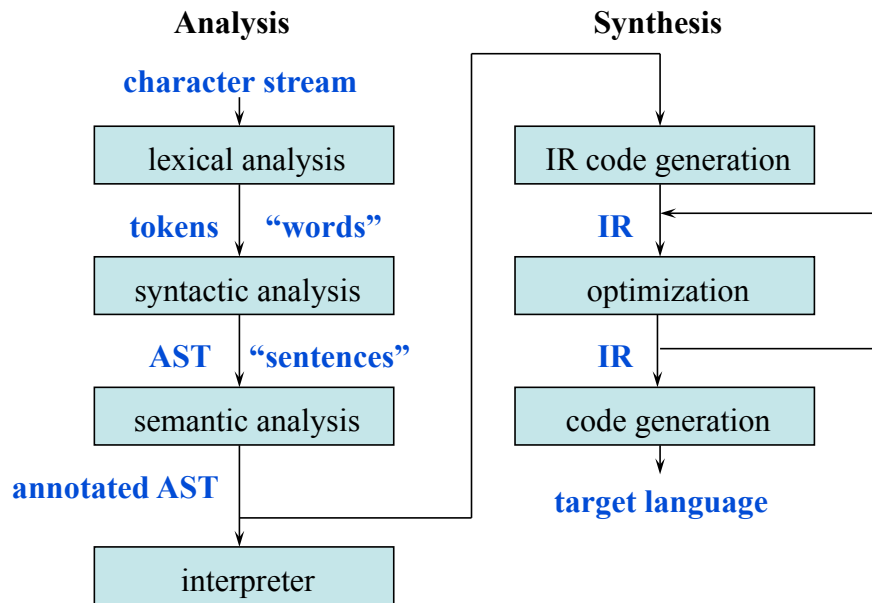 Analysis
character stream
lexical analysis
tokens “words”
syntactic analysis
AST “sentences”
semantic analysis
annotated AST
interpreter
Synthesis
IR code generation
IR
optimization
IR
code generation
target language